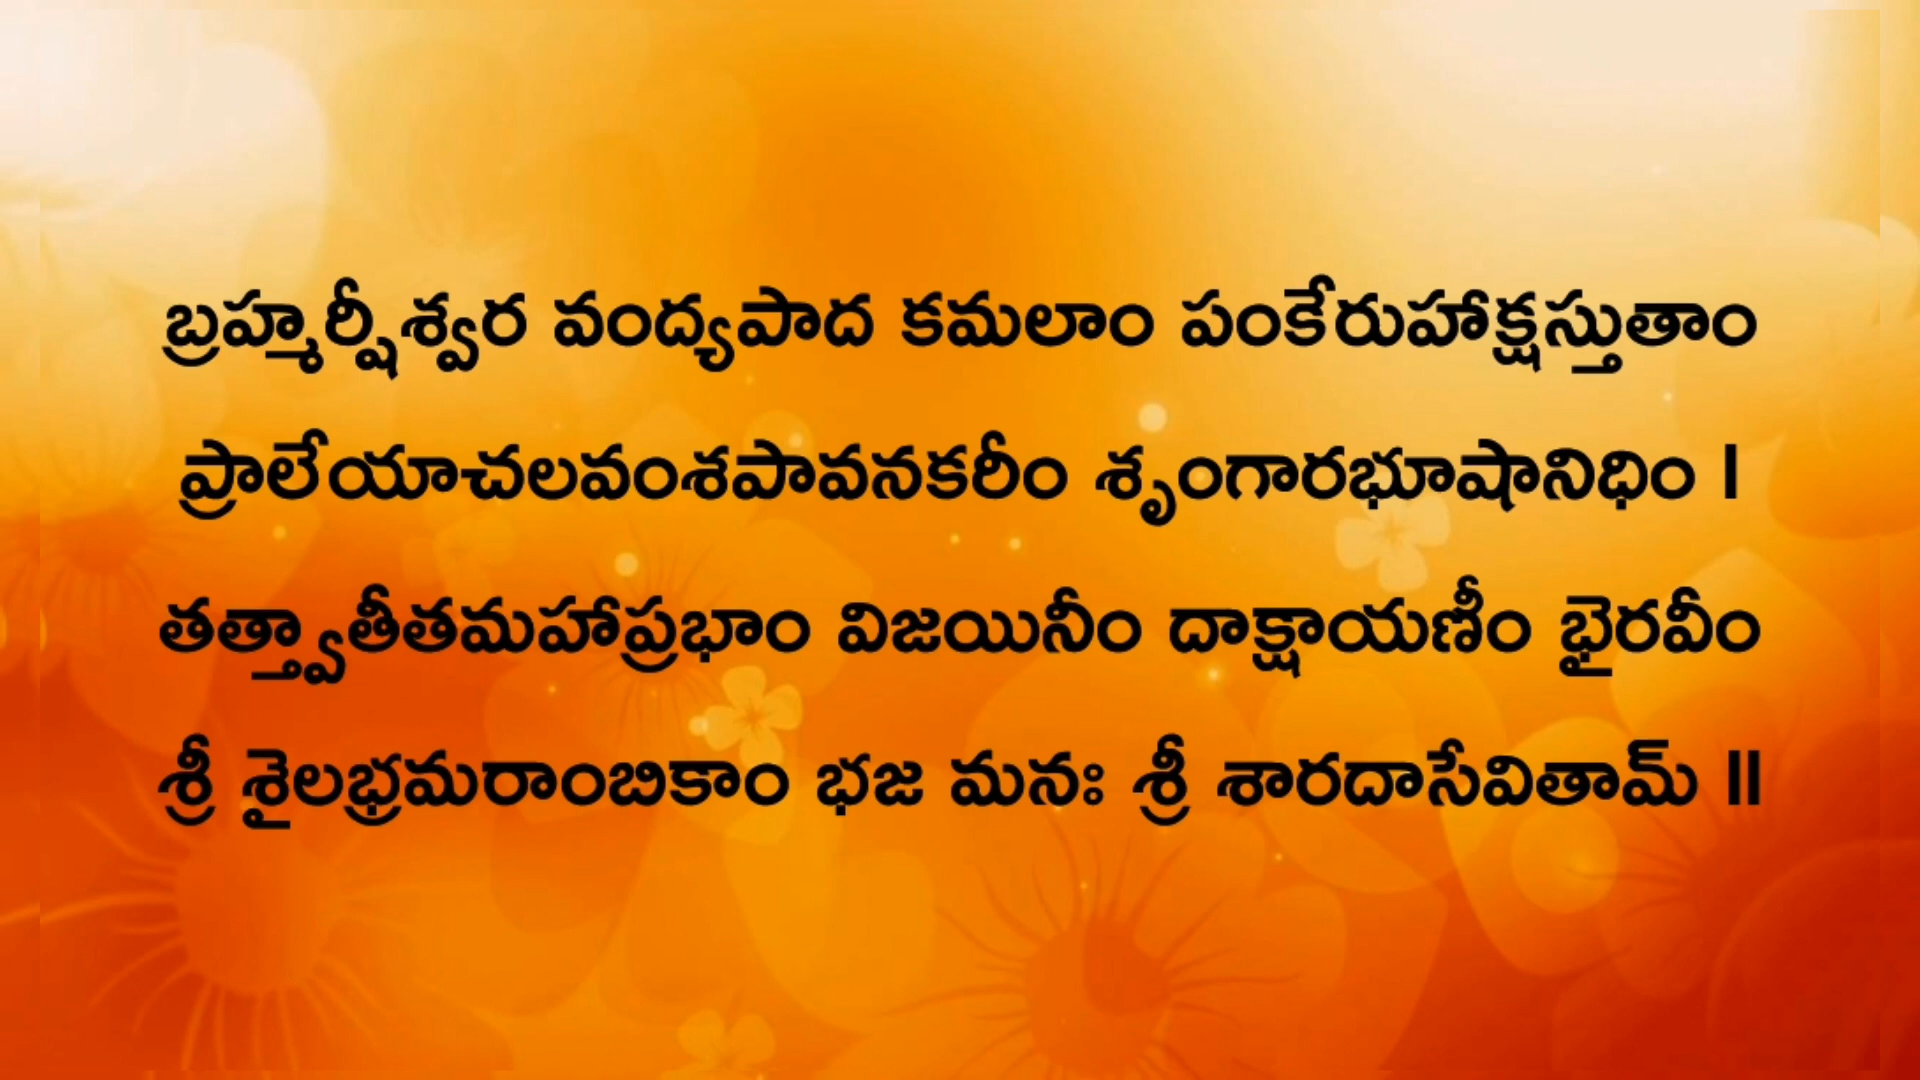 బ్రహ్మర్షీశ్వర వంద్యపాద కమలాం పంకేరుహాక్షస్తుతాం
ప్రాలేయాచలవంశపావనకరీం శృంగారభూషానిధిం ।
తత్త్వాతీతమహాప్రభాం విజయినీం దాక్షాయణీం భైరవీం
శ్రీ శైలభ్రమరాంబికాం భజ మనః శ్రీ శారదాసేవితామ్ ॥